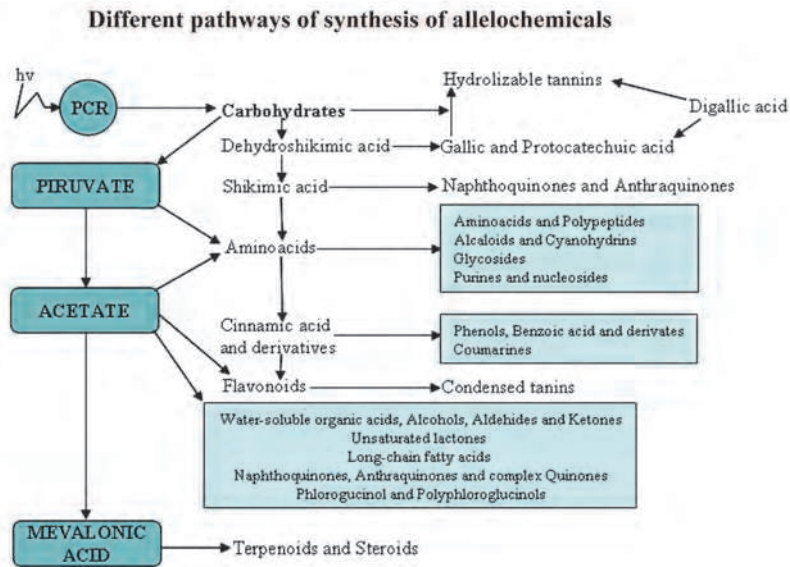 Different pathways of synthesis of allelochemicals
hv
PCR
Carbohydrates
Hydrolizable tannins
Digallic acid
Dehydroshikimic acid
Gallic and Protocatechuic acid
PIRUVATE
Shikimic acid
Naphthoquinones and Anthraquinones
Aminoacids
Aminoacids and Polypeptides
Alcaloids and Cyanohydrins
Glycosides
Purines and nucleosides
ACETATE
Cinnamic acid
and derivatives
Phenols, Benzoic acid and derivates
Coumarines
Flavonoids
Condensed tanins
Water-soluble organic acids, Alcohols, Aldehydes and Ketones
Unsaturated lactones
Long-chain fatty acids
Naphthoquinones, Anthraquinones and complex Quinones
Phlorogucinol and Polyphloroglucinols
MEVALONIC
ACID
Terpenoids and Steroids